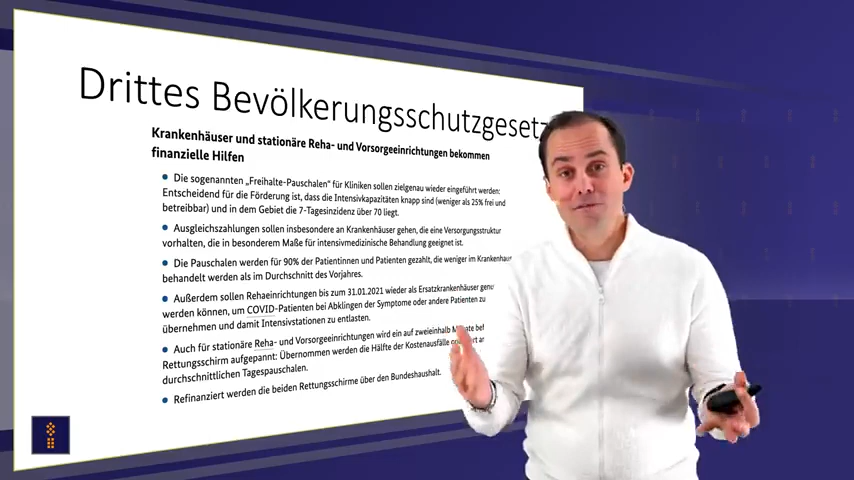 Drittes Bevölkerungsschutzgesetz
Krankenhäuser und stationäre Reha- und Vorsorgeeinrichtungen bekommen
finanzielle Hilfen
Die sogenannten „Freihalte-Pauschalen“ für Kliniken sollen zielgenau wieder eingeführt werden:
Entscheidend für die Förderung ist, dass die Intensivkapazitäten knapp sind (weniger als 25% frei und
betreibbar) und in dem Gebiet die 7-Tagesinzidenz über 70 liegt.
Ausgleichszahlungen sollen insbesondere an Krankenhäuser gehen, die eine Versorgungsstruktur
vorhalten, die in besonderem Maße für intensivmedizinische Behandlung geeignet ist.
Die Pauschalen werden für 90% der Patientinnen und Patienten gezahlt, die weniger im Krankenhaus
behandelt werden als im Durchschnitt des Vorjahres.
Außerdem sollen Rehaeinrichtungen bis zum 31.01.2021 wieder als Ersatzkrankenhäuser genu
werden können, um COVID-Patienten bei Abklingen der Symptome oder andere Patienten zu
übernehmen und damit Intensivstationen zu entlasten.
Auch für stationäre Reha- und Vorsorgeeinrichtungen wird ein auf zweieinhalb bef
Rettungsschirm aufgepannt: Übernommen werden die Hälfte der Kostenausfälle
durchschnittlichen Tagespauschalen.
Refinanziert werden die beiden Rettungsschirme über den Bundeshaushalt.